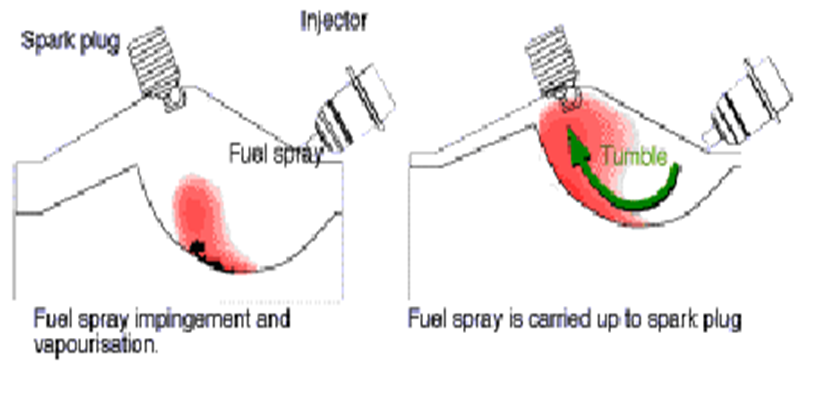 Spark plug
Injector
Fuel spray
Tumble
Fuel spray impingement and
vapourisation.
Fuel spray is carried up to spark plug